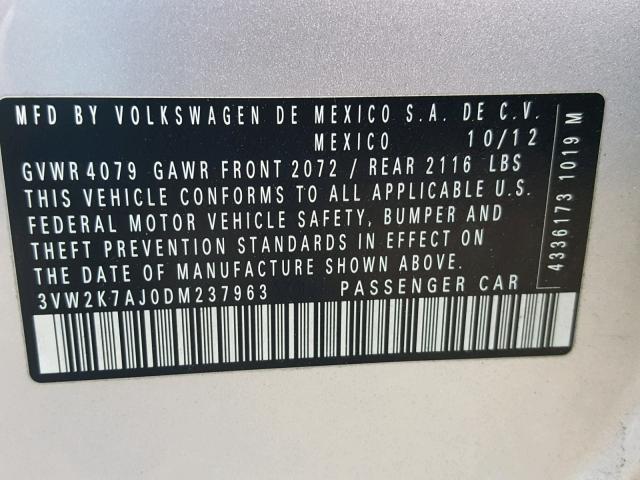 MFD BY VOLKSWAGEN DE MEXICO S.A. DE C.V.
MEXICO 10/12
GVWR 4079 GAWR FRONT 2072 / REAR 2116 LBS
THIS VEHICLE CONFORMS TO ALL APPLICABLE U.S.
FEDERAL MOTOR VEHICLE SAFETY, BUMPER AND
THEFT PREVENTION STANDARDS IN EFFECT ON
THE DATE OF MANUFACTURE SHOWN ABOVE.
3VW2K7AJ0DM237963 PASSENGER CAR
4336173 1019 M